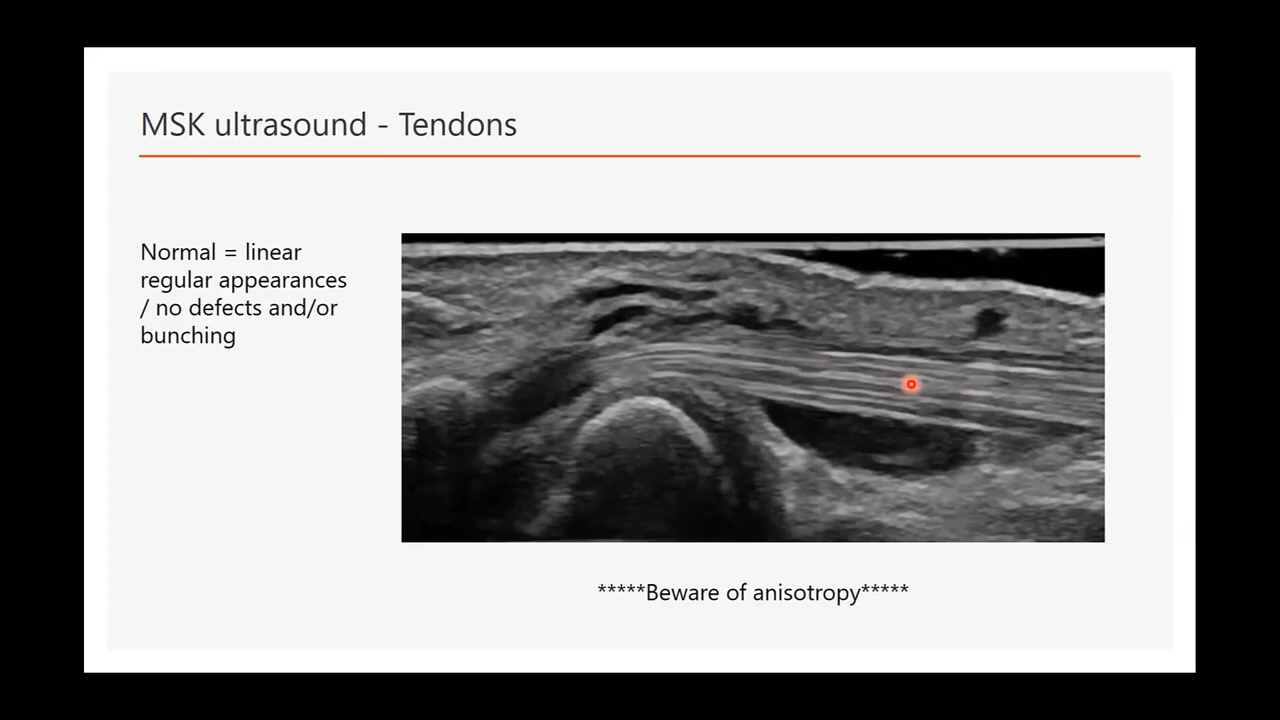 MSK ultrasound - Tendons
Normal = linear
regular appearances
/ no defects and/or
bunching
*****Beware of anisotropy*****